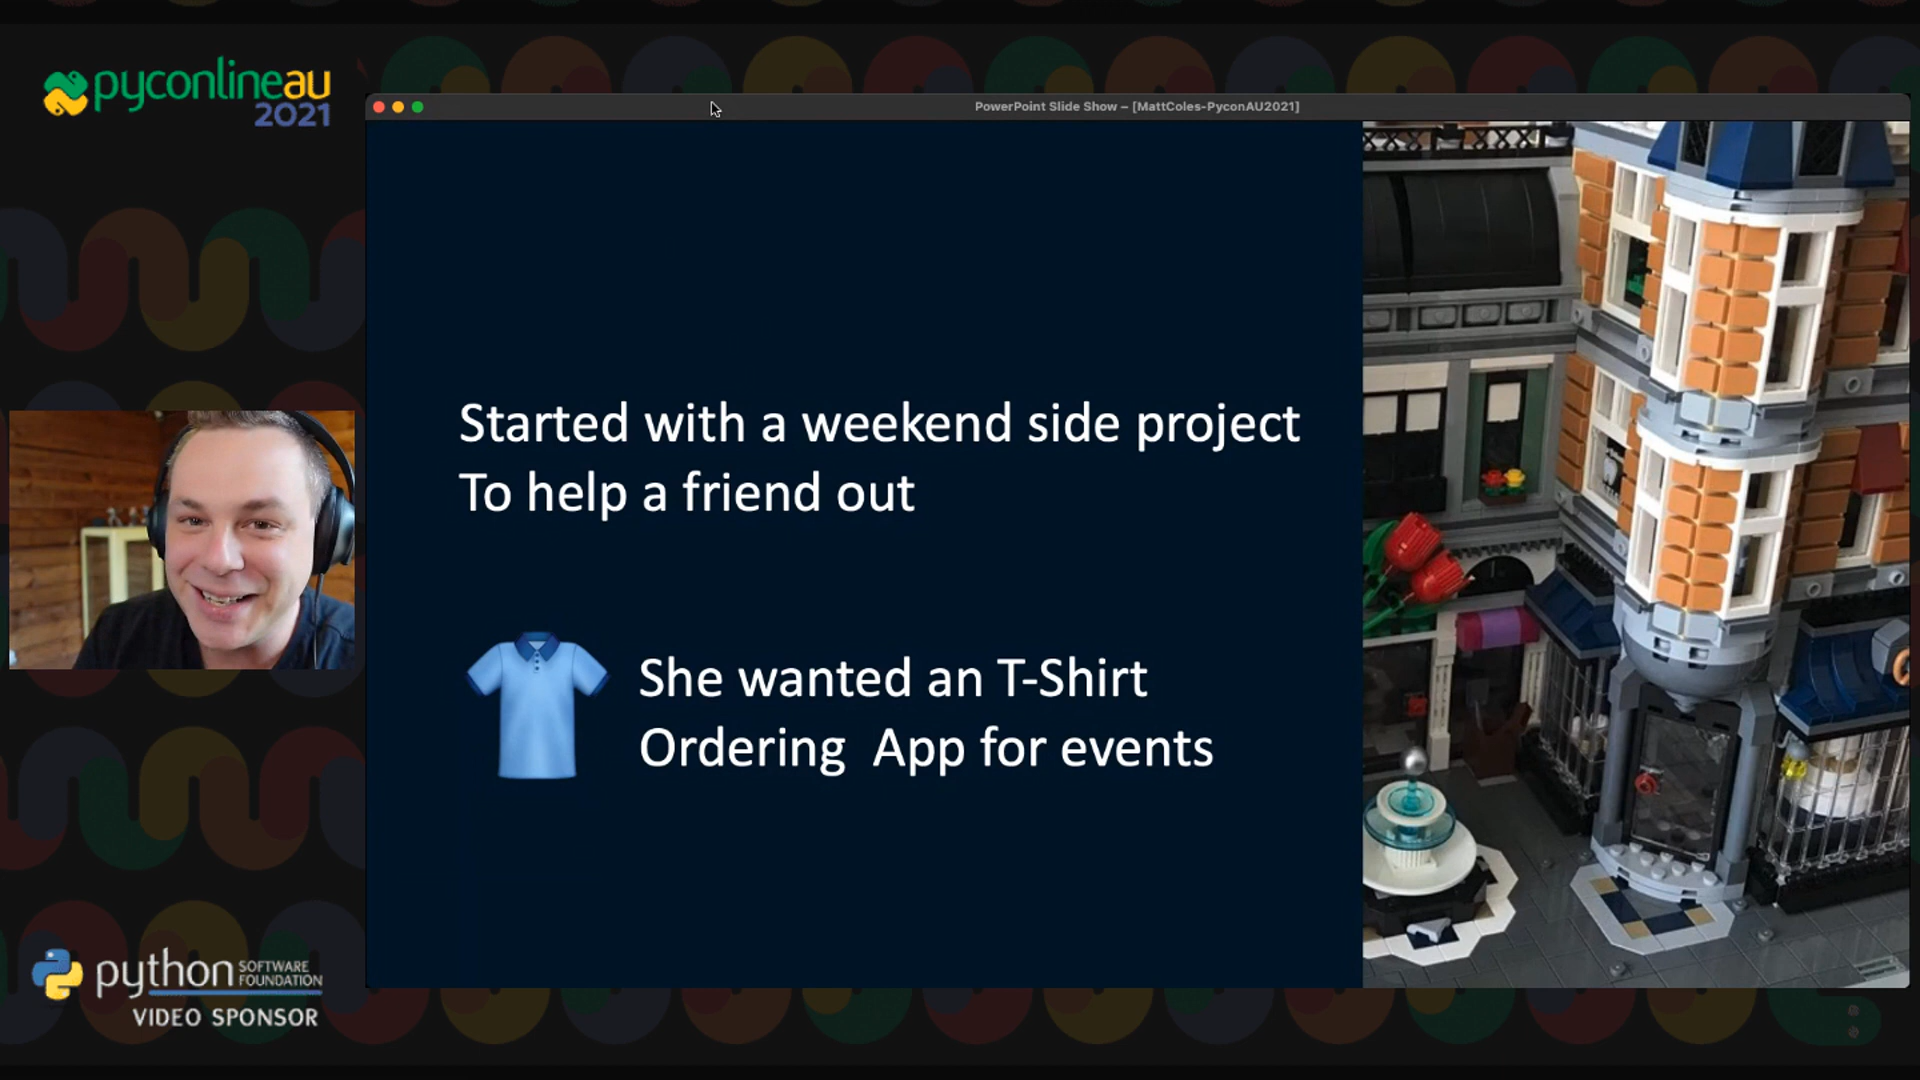 pyconlineau
2021
PowerPoint Slide Show – [MattColes-PyconAU2021]
Started with a weekend side project
To help a friend out
She wanted an T-Shirt
Ordering  App for events
python SOFTWARE FOUNDATION
VIDEO SPONSOR